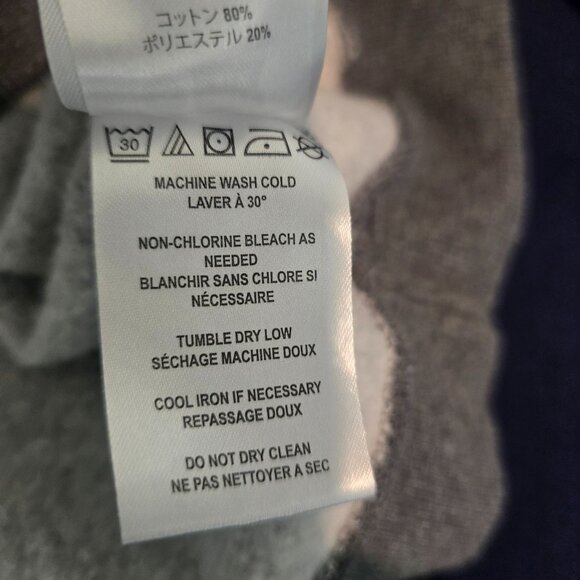 コットン 80%
ポリエステル 20%
30
MACHINE WASH COLD
LAVER À 30°
NON-CHLORINE BLEACH AS
NEEDED
BLANCHIR SANS CHLORE SI
NÉCESSAIRE
TUMBLE DRY LOW
SÉCHAGE MACHINE DOUX
COOL IRON IF NECESSARY
REPASSAGE DOUX
DO NOT DRY CLEAN
NE PAS NETTOYER A SEC